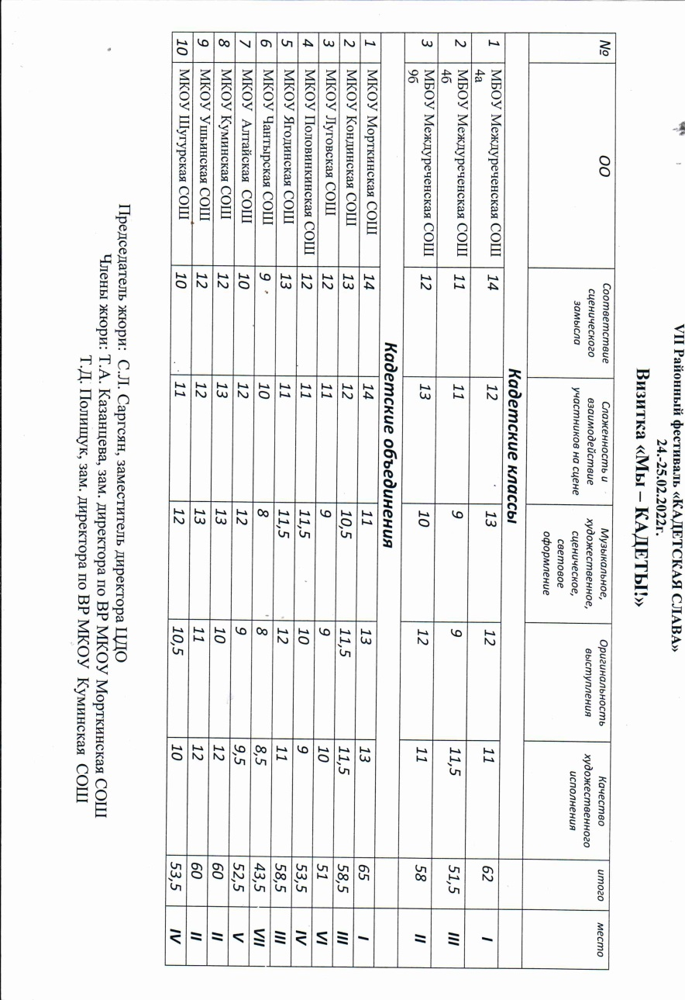 VII Районный фестиваль «КАДЕТСКАЯ СЛАВА»
24.-25.02.2022г.
Визитка «Мы – КАДЕТЫ!»
№ ОО Соответствие сценического замысла Слаженность и взаимодействие участников на сцене Музыкальное, художественное, сценическое, световое оформление Оригинальность выступления Качество художественного исполнения итого место
Кадетские классы
1 МБОУ Междуреченская СОШ 4а 14 12 13 12 11 62 I
2 МБОУ Междуреченская СОШ 4б 11 11 9 9 11,5 51,5 III
3 МБОУ Междуреченская СОШ 9б 12 13 10 12 11 58 II
Кадетские объединения
1 МКОУ Морткинская СОШ 14 14 11 13 13 65 I
2 МКОУ Кондинская СОШ 13 12 10,5 11,5 11,5 58,5 III
3 МКОУ Луговская СОШ 12 11 9 9 10 51 VI
4 МКОУ Половинкинская СОШ 12 11 11,5 10 9 53,5 IV
5 МКОУ Ягодинская СОШ 13 11 11,5 12 11 58,5 III
6 МКОУ Чантырская СОШ 9 10 8 8 8,5 43,5 VII
7 МКОУ Алтайская СОШ 10 12 12 9 9,5 52,5 V
8 МКОУ Куминская СОШ 12 13 13 10 12 60 II
9 МКОУ Ушьинская СОШ 12 12 13 11 12 60 II
10 МКОУ Шугурская СОШ 10 11 12 10,5 10 53,5 IV
Председатель жюри: С.Л. Саргсян, заместитель директора ЦДО
Члены жюри: Т.А. Казанцева, зам. директора по ВР МКОУ Морткинская СОШ
Т.Д. Полищук, зам. директора по ВР МКОУ Куминская СОШ